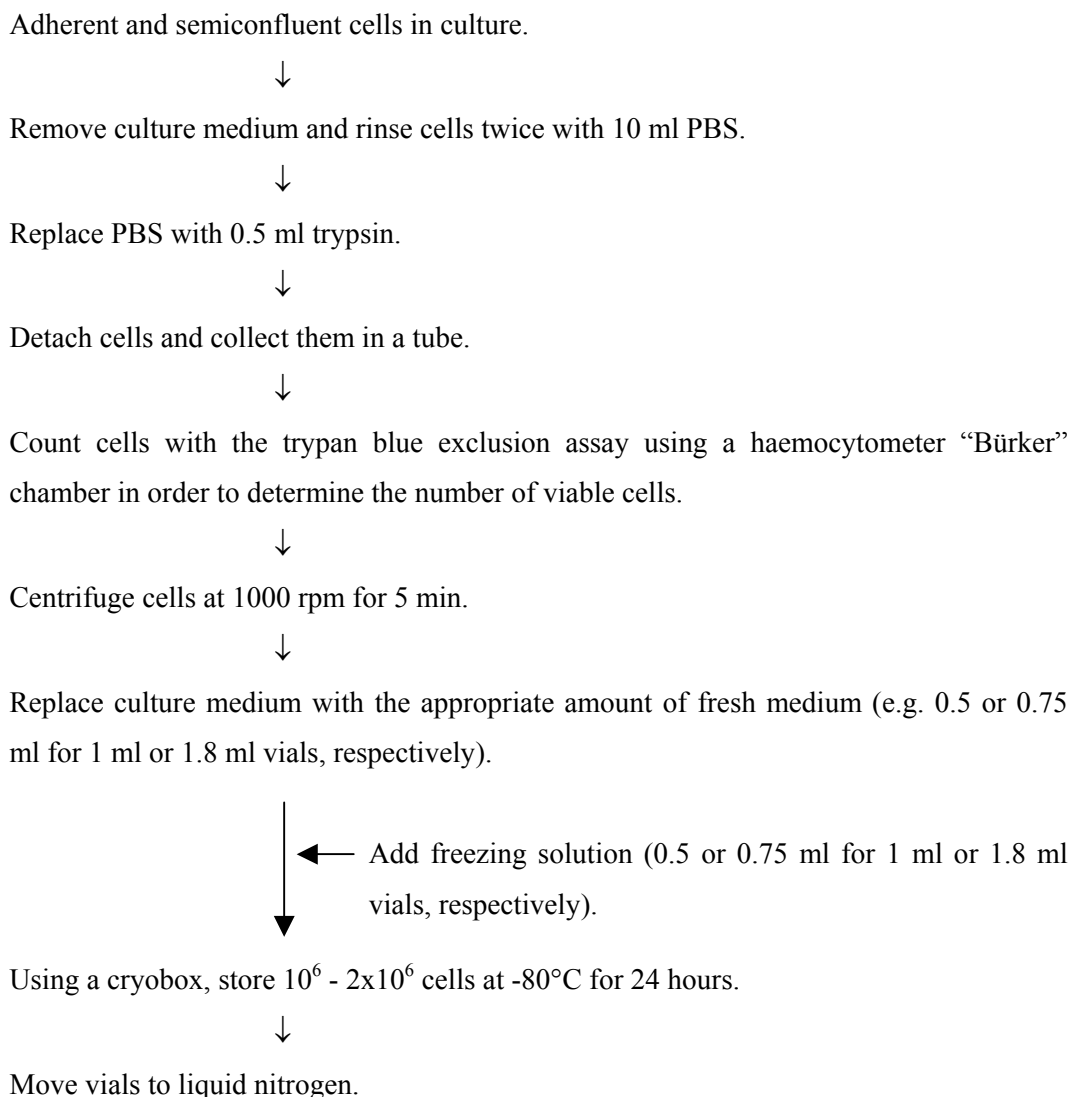 Adherent and semiconfluent cells in culture.
↓
Remove culture medium and rinse cells twice with 10 ml PBS.
↓
Replace PBS with 0.5 ml trypsin.
↓
Detach cells and collect them in a tube.
↓
Count cells with the trypan blue exclusion assay using a haemocytometer “Bürker”
chamber in order to determine the number of viable cells.
↓
Centrifuge cells at 1000 rpm for 5 min.
↓
Replace culture medium with the appropriate amount of fresh medium (e.g. 0.5 or 0.75
ml for 1 ml or 1.8 ml vials, respectively).
Add freezing solution (0.5 or 0.75 ml for 1 ml or 1.8 ml
vials, respectively).
Using a cryobox, store 10⁶ - 2x10⁶ cells at -80°C for 24 hours.
↓
Move vials to liquid nitrogen.